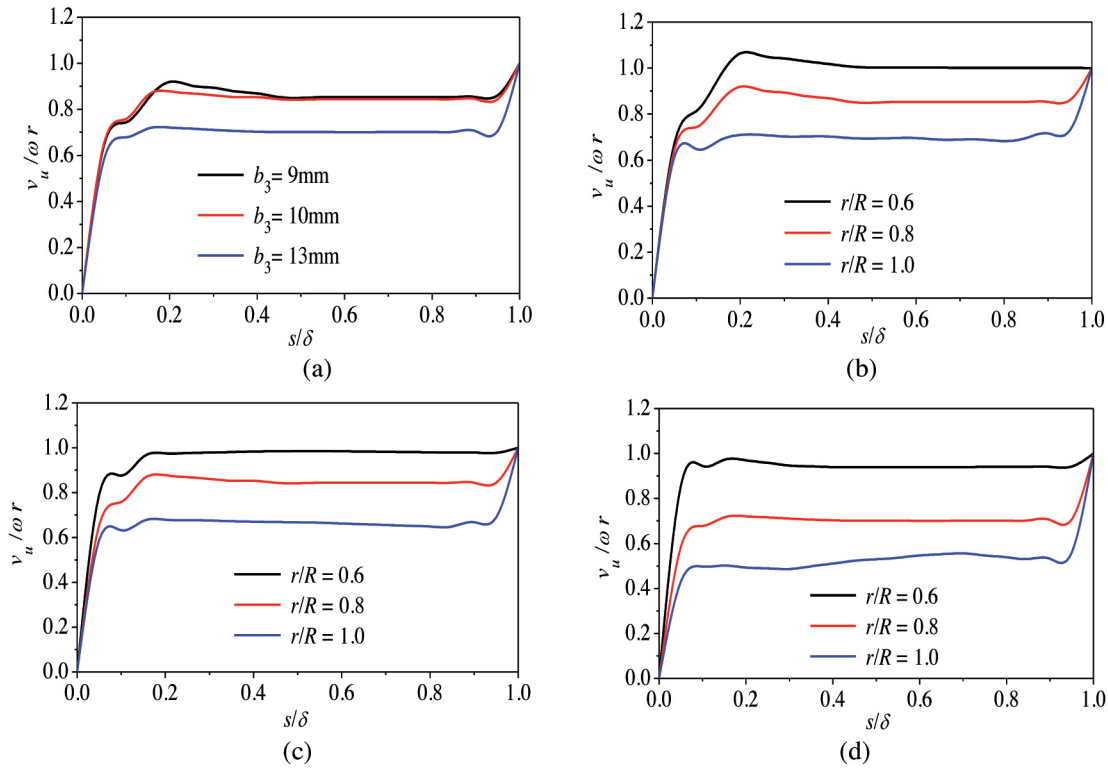 1.2
1.0
0.8
0.6
0.4
0.2
0.0
v_u/ω r
b₃= 9mm
b₃= 10mm
b₃= 13mm
0.0 0.2 0.4 0.6 0.8 1.0
s/δ
(a)
1.2
1.0
0.8
0.6
0.4
0.2
0.0
v_u/ω r
r/R = 0.6
r/R = 0.8
r/R = 1.0
0.0 0.2 0.4 0.6 0.8 1.0
s/δ
(b)
1.2
1.0
0.8
0.6
0.4
0.2
0.0
v_u/ω r
r/R = 0.6
r/R = 0.8
r/R = 1.0
0.0 0.2 0.4 0.6 0.8 1.0
s/δ
(c)
1.2
1.0
0.8
0.6
0.4
0.2
0.0
v_u/ω r
r/R = 0.6
r/R = 0.8
r/R = 1.0
0.0 0.2 0.4 0.6 0.8 1.0
s/δ
(d)